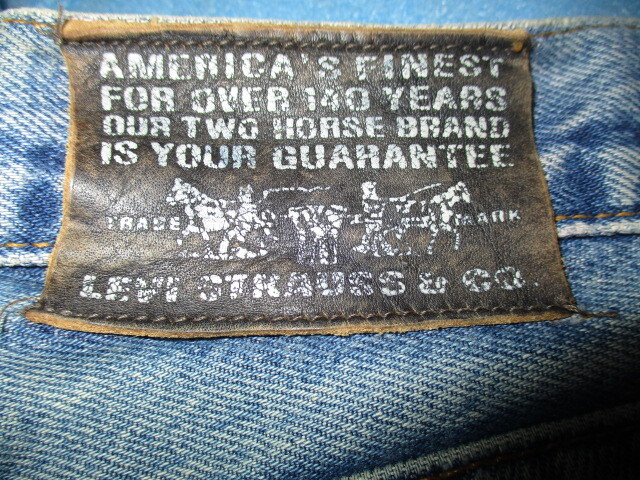 AMERICA'S FINEST
FOR OVER 140 YEARS
OUR TWO HORSE BRAND
IS YOUR GUARANTEE
TRADE MARK
LEVI STRAUSS & CO.